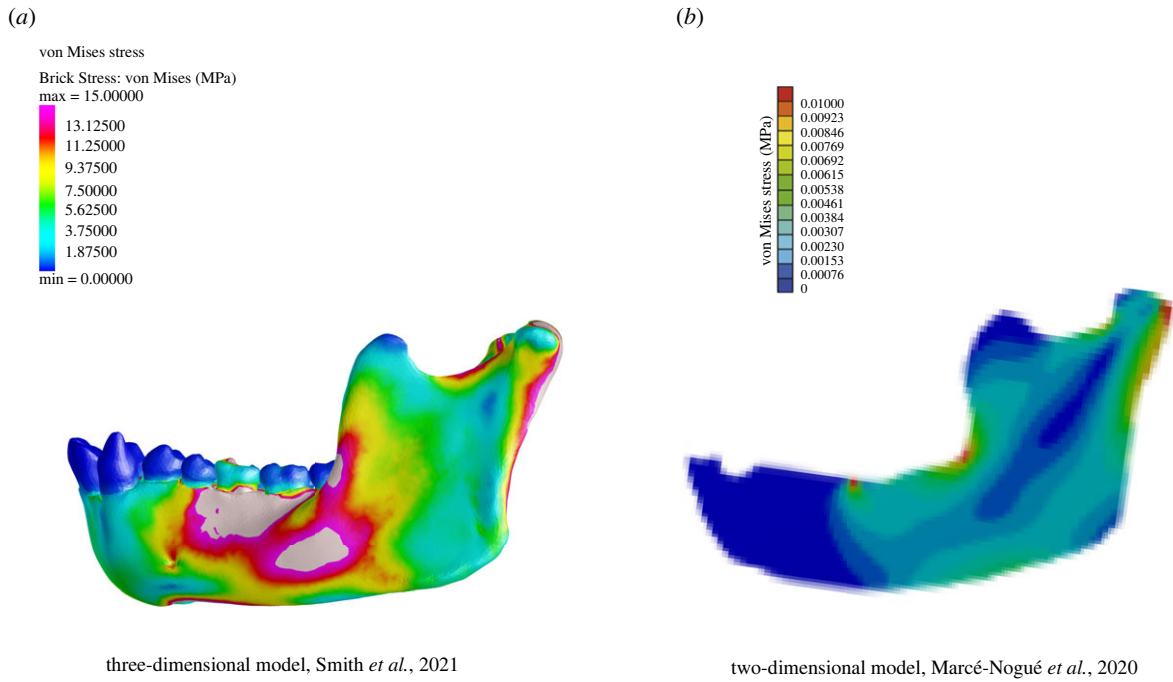 (a)
von Mises stress
Brick Stress: von Mises (MPa)
max = 15.00000
13.12500
11.25000
9.37500
7.50000
5.62500
3.75000
1.87500
min = 0.00000
three-dimensional model, Smith et al., 2021
(b)
von Mises stress (MPa)
0.01000
0.00923
0.00846
0.00769
0.00692
0.00615
0.00538
0.00461
0.00384
0.00307
0.00230
0.00153
0.00076
0
two-dimensional model, Marcé-Nogué et al., 2020